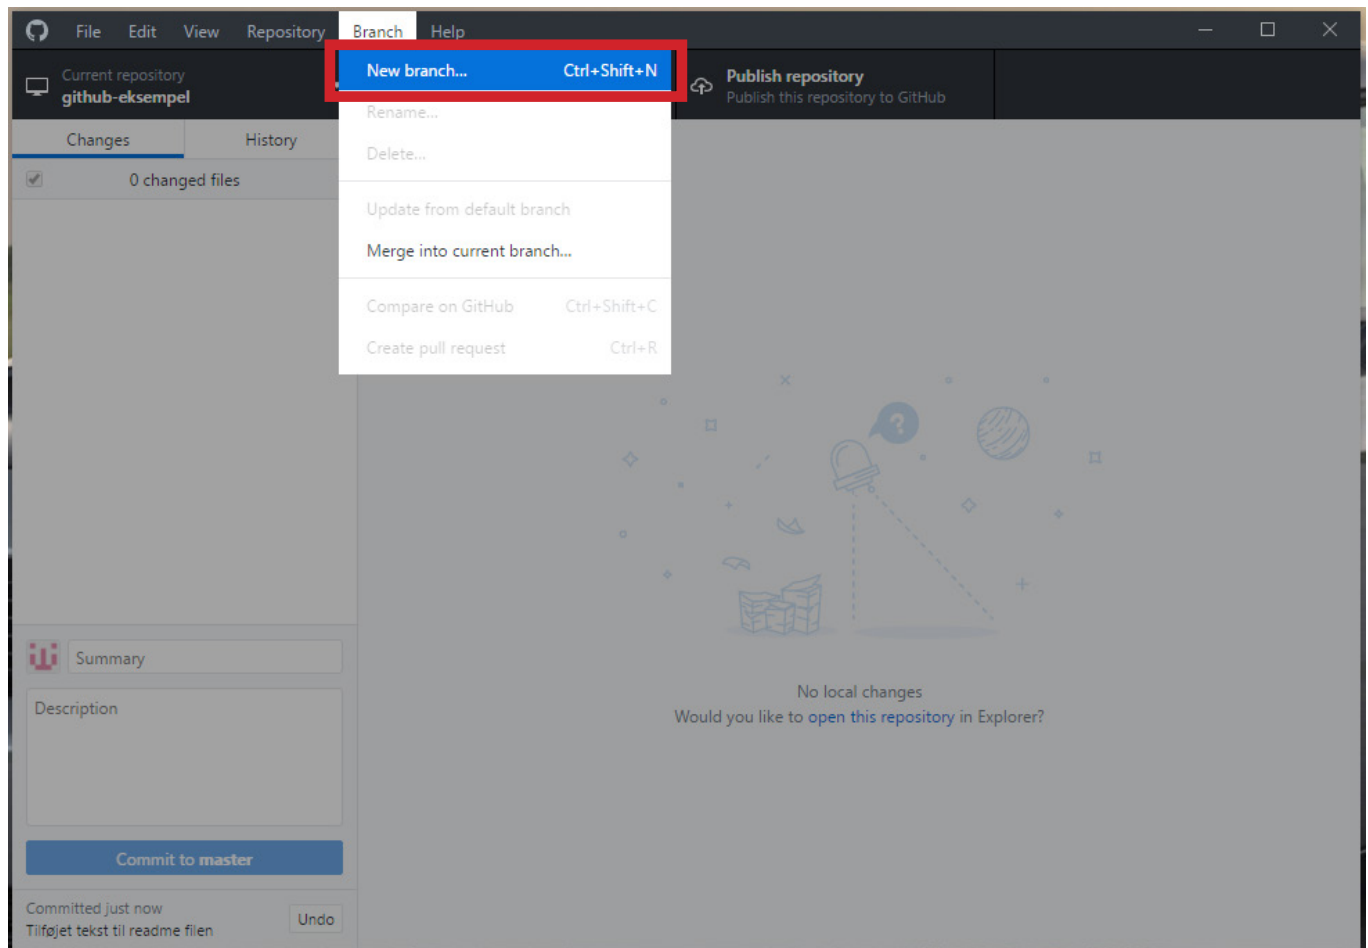 File Edit View Repository Branch Help
Current repository
github-eksempel
Publish repository
Publish this repository to GitHub
New branch... Ctrl+Shift+N
Rename...
Delete...
Update from default branch
Merge into current branch...
Compare on GitHub Ctrl+Shift+C
Create pull request Ctrl+R
Changes History
0 changed files
?
No local changes
Would you like to open this repository in Explorer?
Summary
Description
Commit to master
Committed just now
Tilføjet tekst til readme filen
Undo